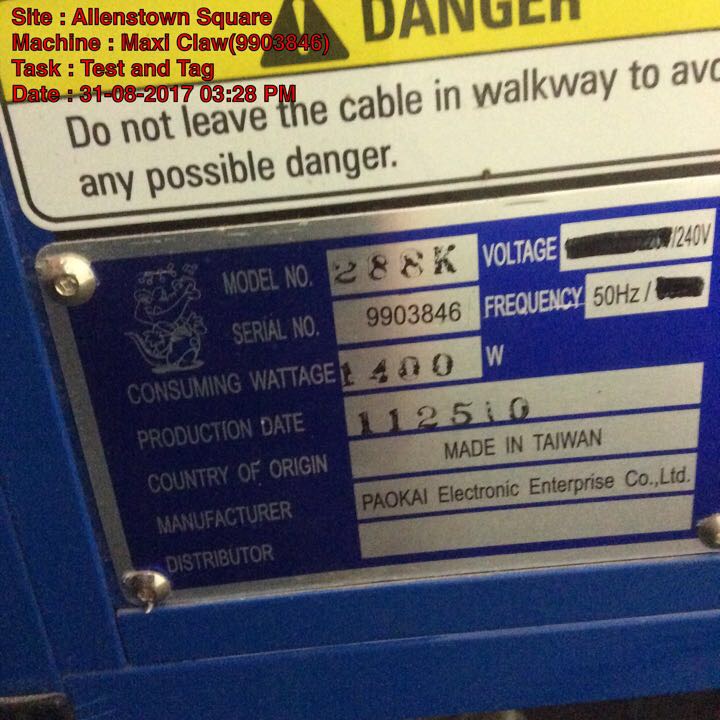 Site : Allenstown Square
Machine : Maxi Claw(9903846)
Task : Test and Tag
Date : 31-08-2017 03:28 PM
DANGER
Do not leave the cable in walkway to avo
any possible danger.
MODEL NO. 288K VOLTAGE /240V
SERIAL NO. 9903846 FREQUENCY 50Hz /
CONSUMING WATTAGE 1400 W
PRODUCTION DATE 112510
COUNTRY OF ORIGIN MADE IN TAIWAN
MANUFACTURER PAOKAI Electronic Enterprise Co.,Ltd.
DISTRIBUTOR